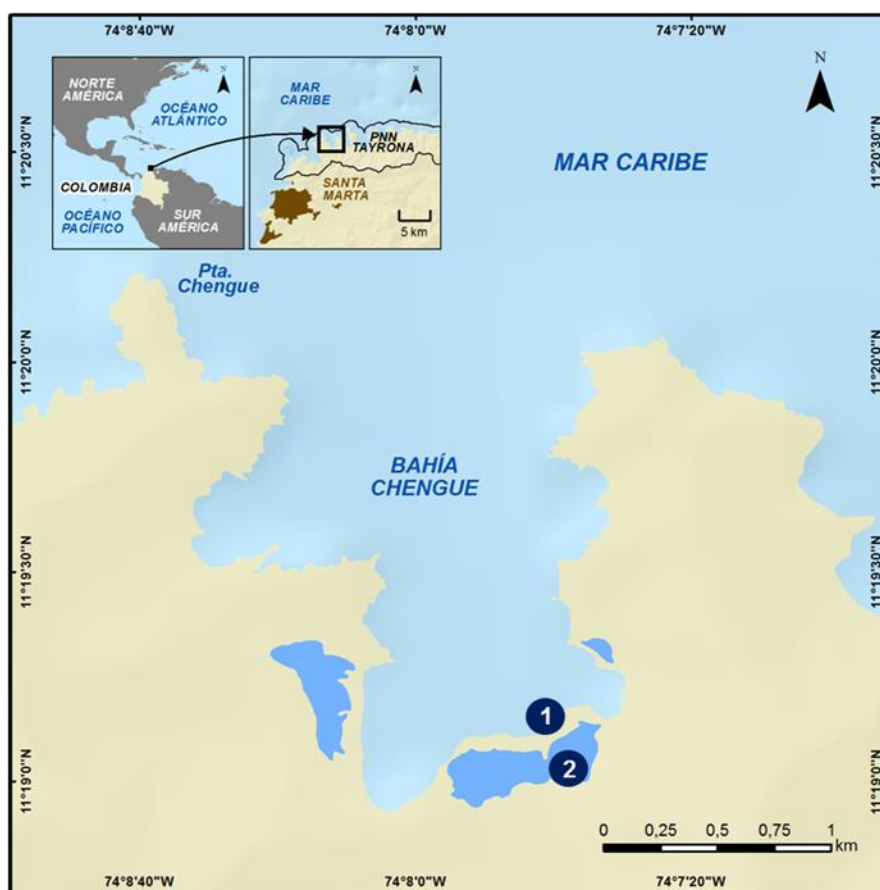 74°8'40"W
74°8'0"W
74°7'20"W
N
11°20'30"N
11°20'30"N
NORTE
AMÉRICA
OCÉANO
ATLÁNTICO
COLOMBIA
OCÉANO
PACÍFICO
SUR
AMÉRICA
N
MAR
CARIBE
PNN
TAYRONA
SANTA
MARTA
5 km
N
MAR CARIBE
Pta.
Chengue
11°20'0"N
11°20'0"N
BAHÍA
CHENGUE
11°19'30"N
11°19'30"N
1
2
11°19'0"N
11°19'0"N
0 0,25 0,5 0,75 1
km
74°8'40"W
74°8'0"W
74°7'20"W